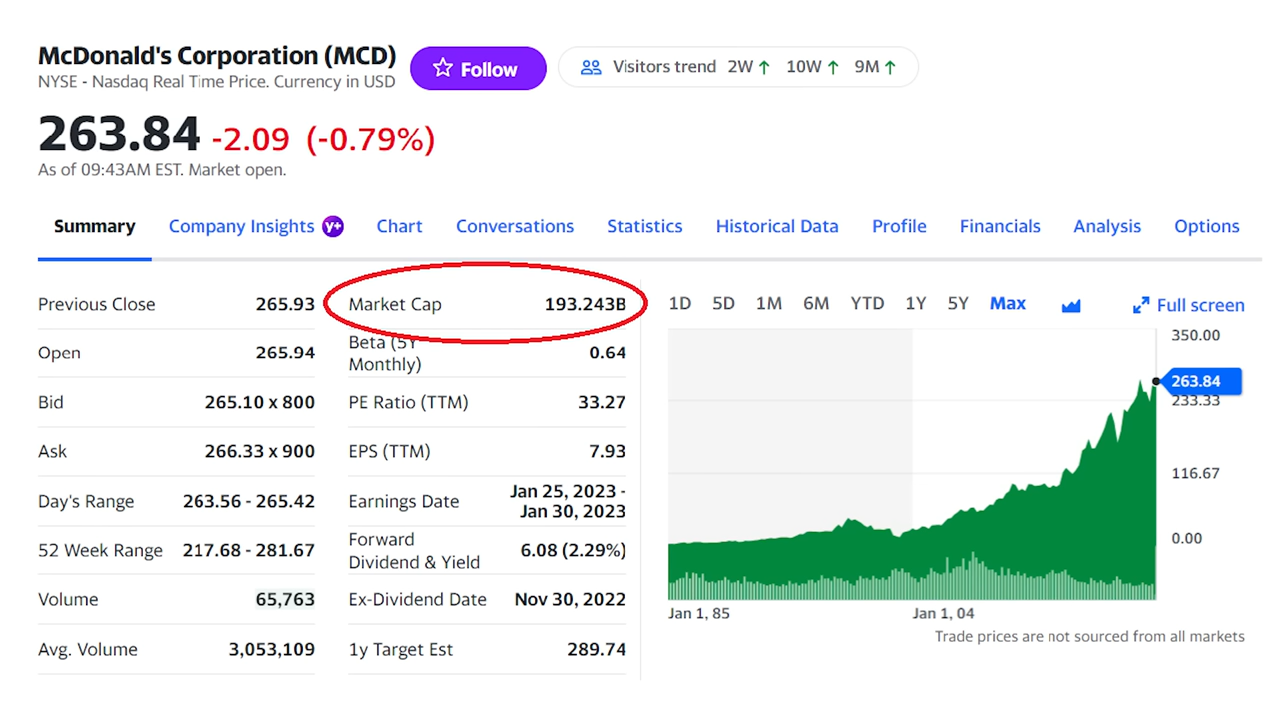 McDonald's Corporation (MCD)
Follow
Visitors trend 2W ↑ 10W ↑ 9M ↑
NYSE - Nasdaq Real Time Price. Currency in USD
263.84 -2.09 (-0.79%)
As of 09:43AM EST. Market open.
Summary Company Insights y+ Chart Conversations Statistics Historical Data Profile Financials Analysis Options
Previous Close 265.93
Open 265.94
Bid 265.10 x 800
Ask 266.33 x 900
Day's Range 263.56 - 265.42
52 Week Range 217.68 - 281.67
Volume 65,763
Avg. Volume 3,053,109
Market Cap 193.243B
Beta (5Y
Monthly) 0.64
PE Ratio (TTM) 33.27
EPS (TTM) 7.93
Earnings Date Jan 25, 2023 -
Jan 30, 2023
Forward
Dividend & Yield 6.08 (2.29%)
Ex-Dividend Date Nov 30, 2022
1y Target Est 289.74
1D 5D 1M 6M YTD 1Y 5Y Max Full screen
350.00
263.84
233.33
116.67
0.00
Jan 1, 85 Jan 1, 04
Trade prices are not sourced from all markets